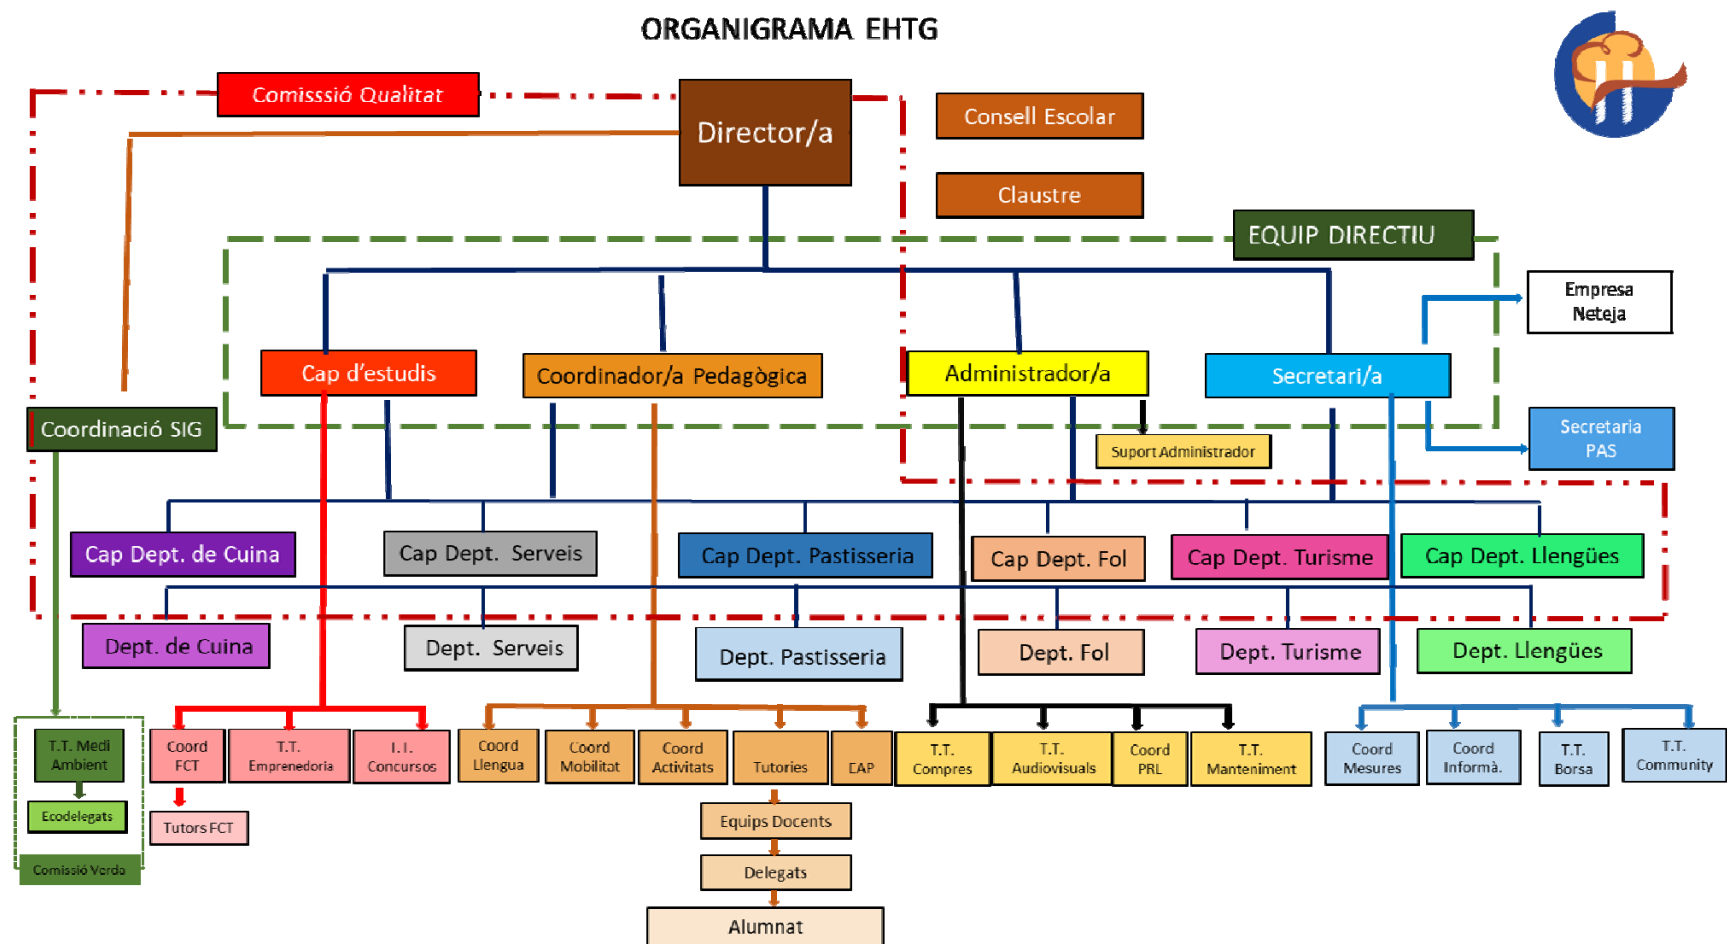 ORGANIGRAMA EHTG
Comisssió Qualitat
Director/a
Consell Escolar
Claustre
EQUIP DIRECTIU
Empresa
Neteja
Cap d'estudis
Coordinador/a Pedagògica
Administrador/a
Secretari/a
Coordinació SIG
Suport Administrador
Secretaria
PAS
Cap Dept. de Cuina
Cap Dept. Serveis
Cap Dept. Pastisseria
Cap Dept. Fol
Cap Dept. Turisme
Cap Dept. Llengües
Dept. de Cuina
Dept. Serveis
Dept. Pastisseria
Dept. Fol
Dept. Turisme
Dept. Llengües
T.T. Medi
Ambient
Coord
FCT
T.T.
Emprenedoria
T.T.
Concursos
Coord
Llengua
Coord
Mobilitat
Coord
Activitats
Tutories
EAP
T.T.
Compres
T.T.
Audiovisuals
Coord
PRL
T.T.
Manteniment
Coord
Mesures
Coord
Informà.
T.T.
Borsa
T.T.
Community
Ecodelegats
Tutors FCT
Equips Docents
Comissió Verda
Delegats
Alumnat